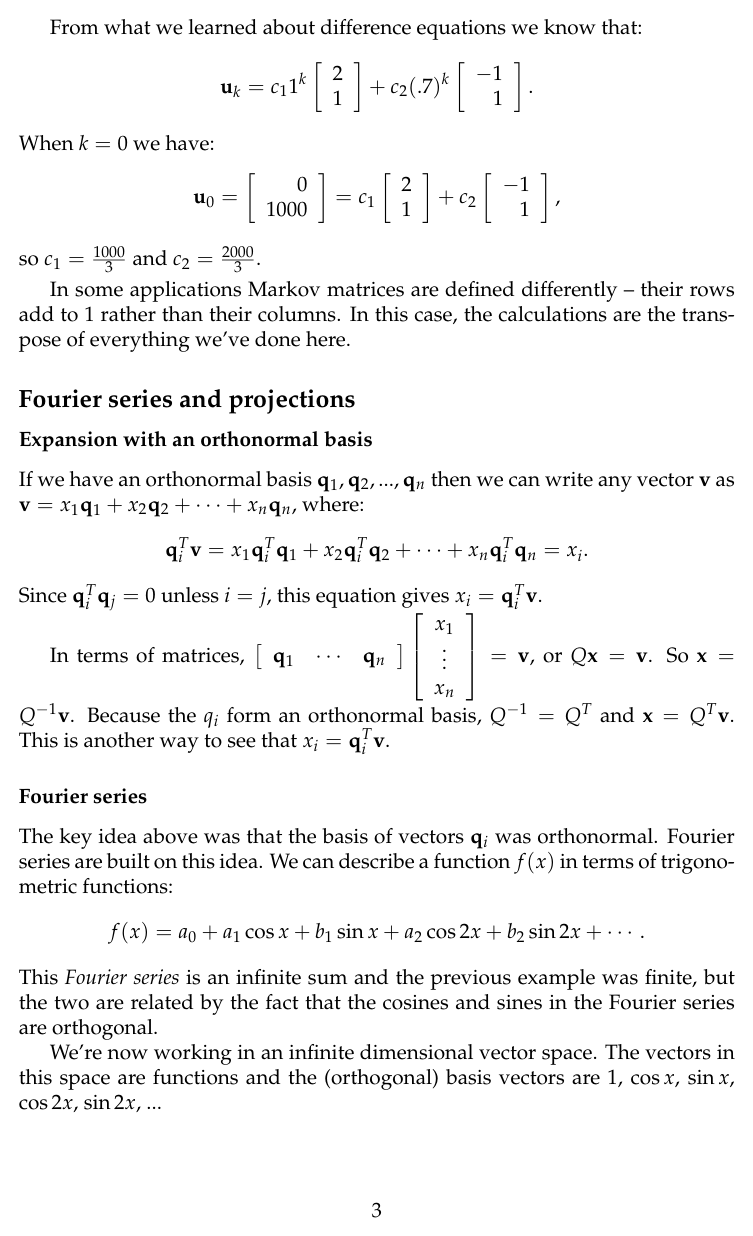 From what we learned about difference equations we know that:
u_k = c_1 1^k [ 2 ; 1 ] + c_2 (.7)^k [ −1 ; 1 ] .
When k = 0 we have:
u_0 = [ 0 ; 1000 ] = c_1 [ 2 ; 1 ] + c_2 [ −1 ; 1 ] ,
so c_1 = 1000/3 and c_2 = 2000/3.
In some applications Markov matrices are defined differently – their rows
add to 1 rather than their columns. In this case, the calculations are the trans-
pose of everything we've done here.
Fourier series and projections
Expansion with an orthonormal basis
If we have an orthonormal basis q_1, q_2, ..., q_n then we can write any vector v as
v = x_1 q_1 + x_2 q_2 + · · · + x_n q_n, where:
q_i^T v = x_1 q_i^T q_1 + x_2 q_i^T q_2 + · · · + x_n q_i^T q_n = x_i.
Since q_i^T q_j = 0 unless i = j, this equation gives x_i = q_i^T v.
In terms of matrices, [ q_1 · · · q_n ] [ x_1 ; ⋮ ; x_n ] = v, or Qx = v. So x =
Q^{−1}v. Because the q_i form an orthonormal basis, Q^{−1} = Q^T and x = Q^T v.
This is another way to see that x_i = q_i^T v.
Fourier series
The key idea above was that the basis of vectors q_i was orthonormal. Fourier
series are built on this idea. We can describe a function f(x) in terms of trigono-
metric functions:
f(x) = a_0 + a_1 cos x + b_1 sin x + a_2 cos 2x + b_2 sin 2x + · · · .
This Fourier series is an infinite sum and the previous example was finite, but
the two are related by the fact that the cosines and sines in the Fourier series
are orthogonal.
We're now working in an infinite dimensional vector space. The vectors in
this space are functions and the (orthogonal) basis vectors are 1, cos x, sin x,
cos 2x, sin 2x, ...
3